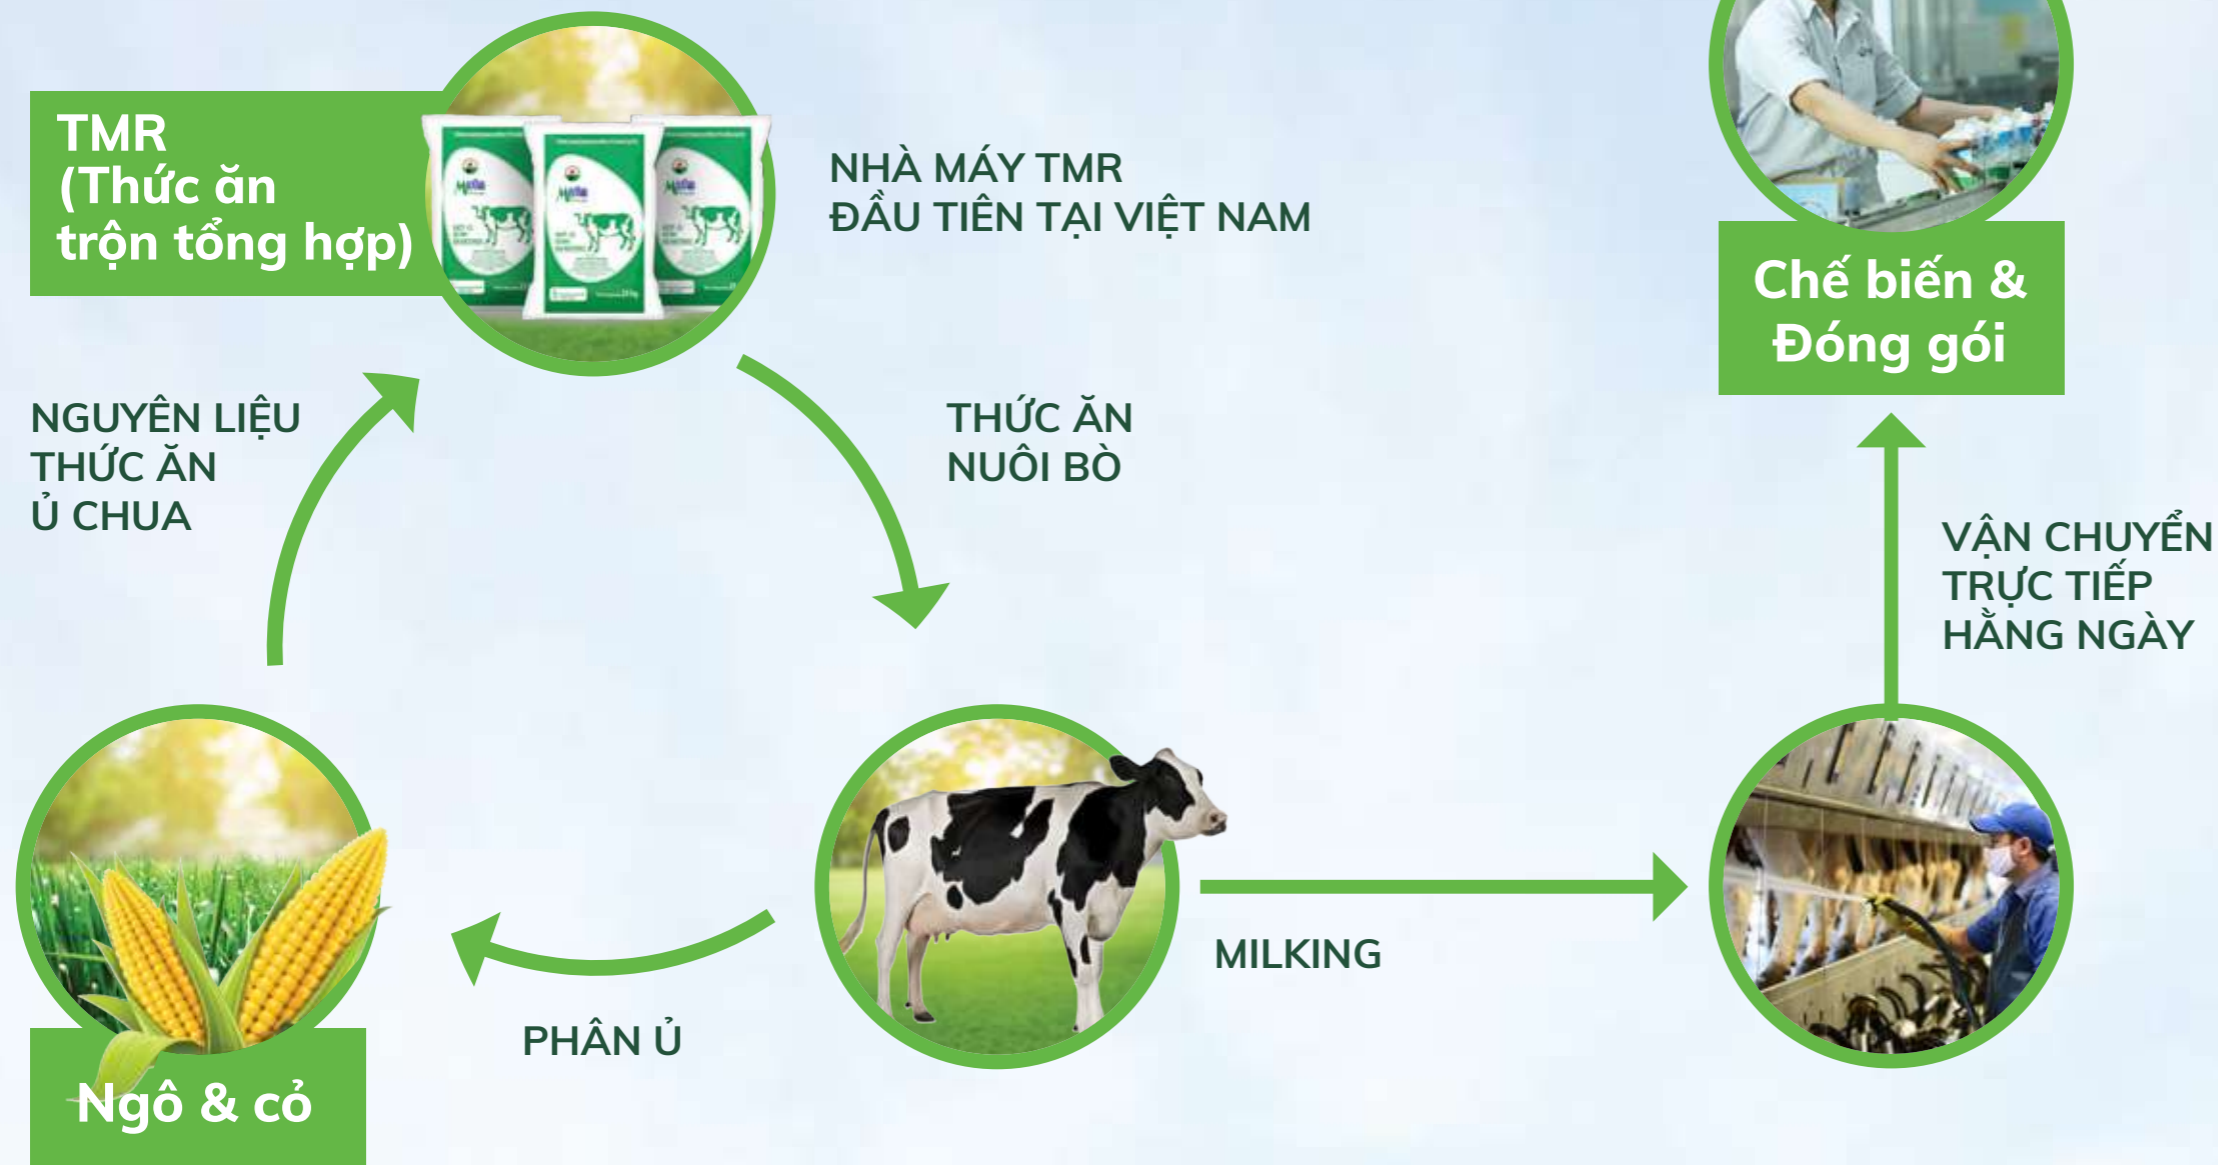 TMR
(Thức ăn
trộn tổng hợp)
NHÀ MÁY TMR
ĐẦU TIÊN TẠI VIỆT NAM
Chế biến &
Đóng gói
NGUYÊN LIỆU
THỨC ĂN
Ủ CHUA
THỨC ĂN
NUÔI BÒ
VẬN CHUYỂN
TRỰC TIẾP
HẰNG NGÀY
MILKING
PHÂN Ủ
Ngô & cỏ